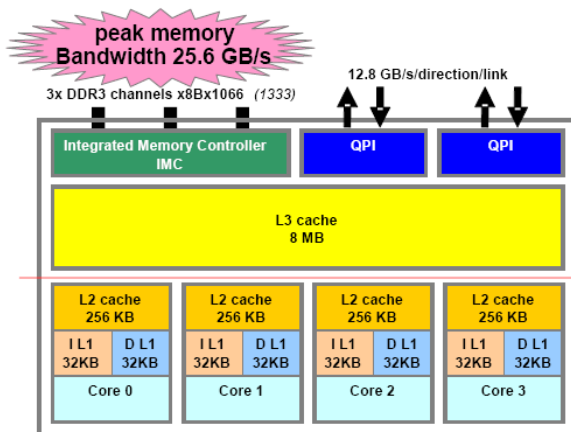 peak memory
Bandwidth 25.6 GB/s
12.8 GB/s/direction/link
3x DDR3 channels x8Bx1066 (1333)
Integrated Memory Controller
IMC
QPI
QPI
L3 cache
8 MB
L2 cache
256 KB
L2 cache
256 KB
L2 cache
256 KB
L2 cache
256 KB
I L1
32KB
D L1
32KB
I L1
32KB
D L1
32KB
I L1
32KB
D L1
32KB
I L1
32KB
D L1
32KB
Core 0
Core 1
Core 2
Core 3